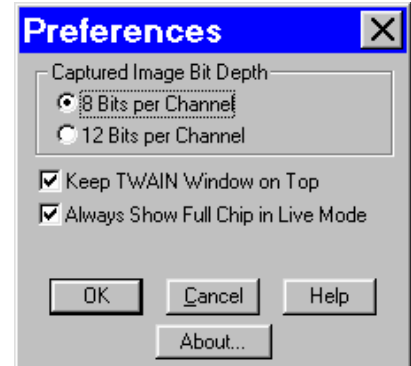 Preferences
Captured Image Bit Depth
8 Bits per Channel
12 Bits per Channel
Keep TWAIN Window on Top
Always Show Full Chip in Live Mode
OK Cancel Help
About...